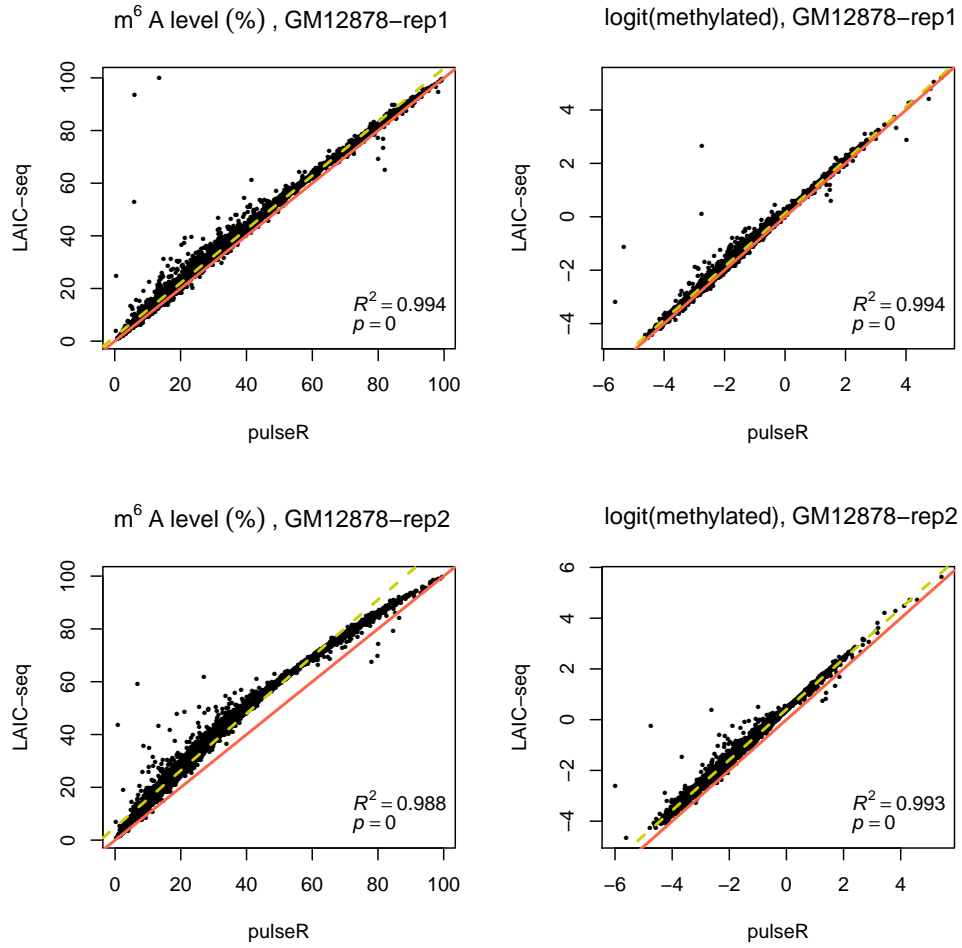 m⁶ A level (%) , GM12878−rep1
100
80
60
40
20
0
LAIC−seq
0 20 40 60 80 100
pulseR
R² = 0.994
p = 0
logit(methylated), GM12878−rep1
4
2
0
−2
−4
LAIC−seq
−6 −4 −2 0 2 4
pulseR
R² = 0.994
p = 0
m⁶ A level (%) , GM12878−rep2
100
80
60
40
20
0
LAIC−seq
0 20 40 60 80 100
pulseR
R² = 0.988
p = 0
logit(methylated), GM12878−rep2
6
4
2
0
−2
−4
LAIC−seq
−6 −4 −2 0 2 4
pulseR
R² = 0.993
p = 0